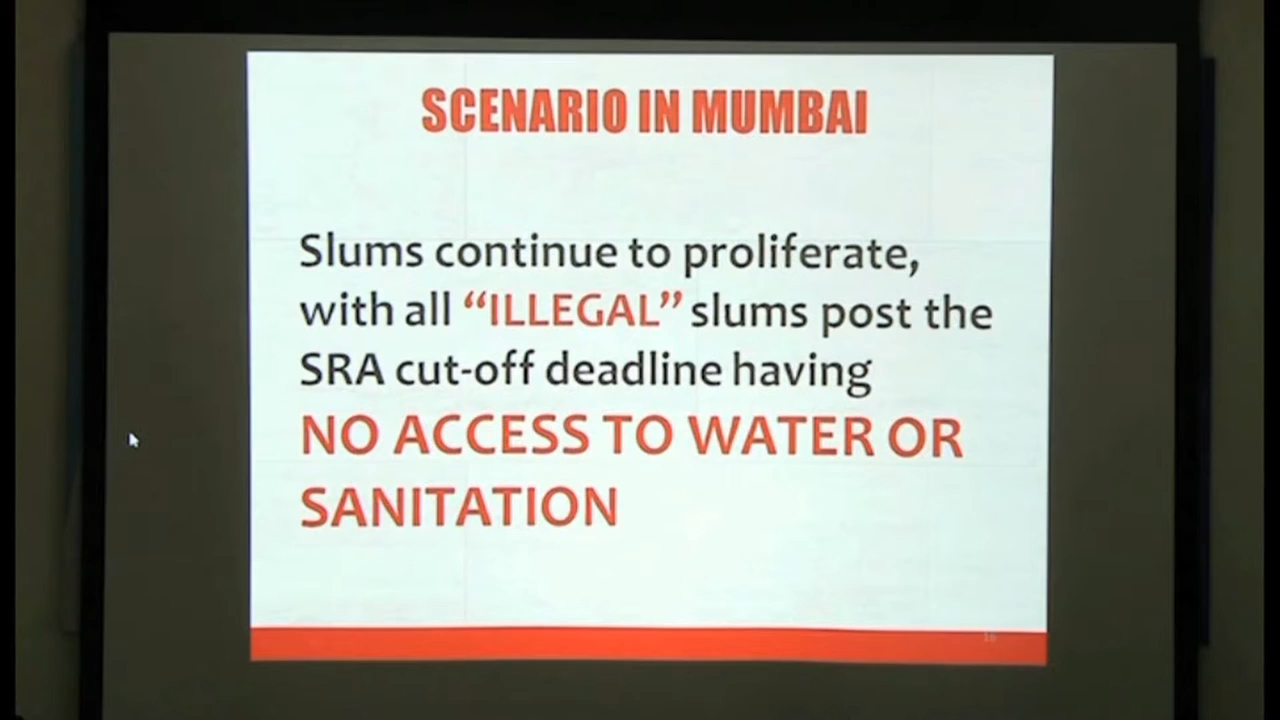 SCENARIO IN MUMBAI
Slums continue to proliferate,
with all “ILLEGAL” slums post the
SRA cut-off deadline having
NO ACCESS TO WATER OR
SANITATION